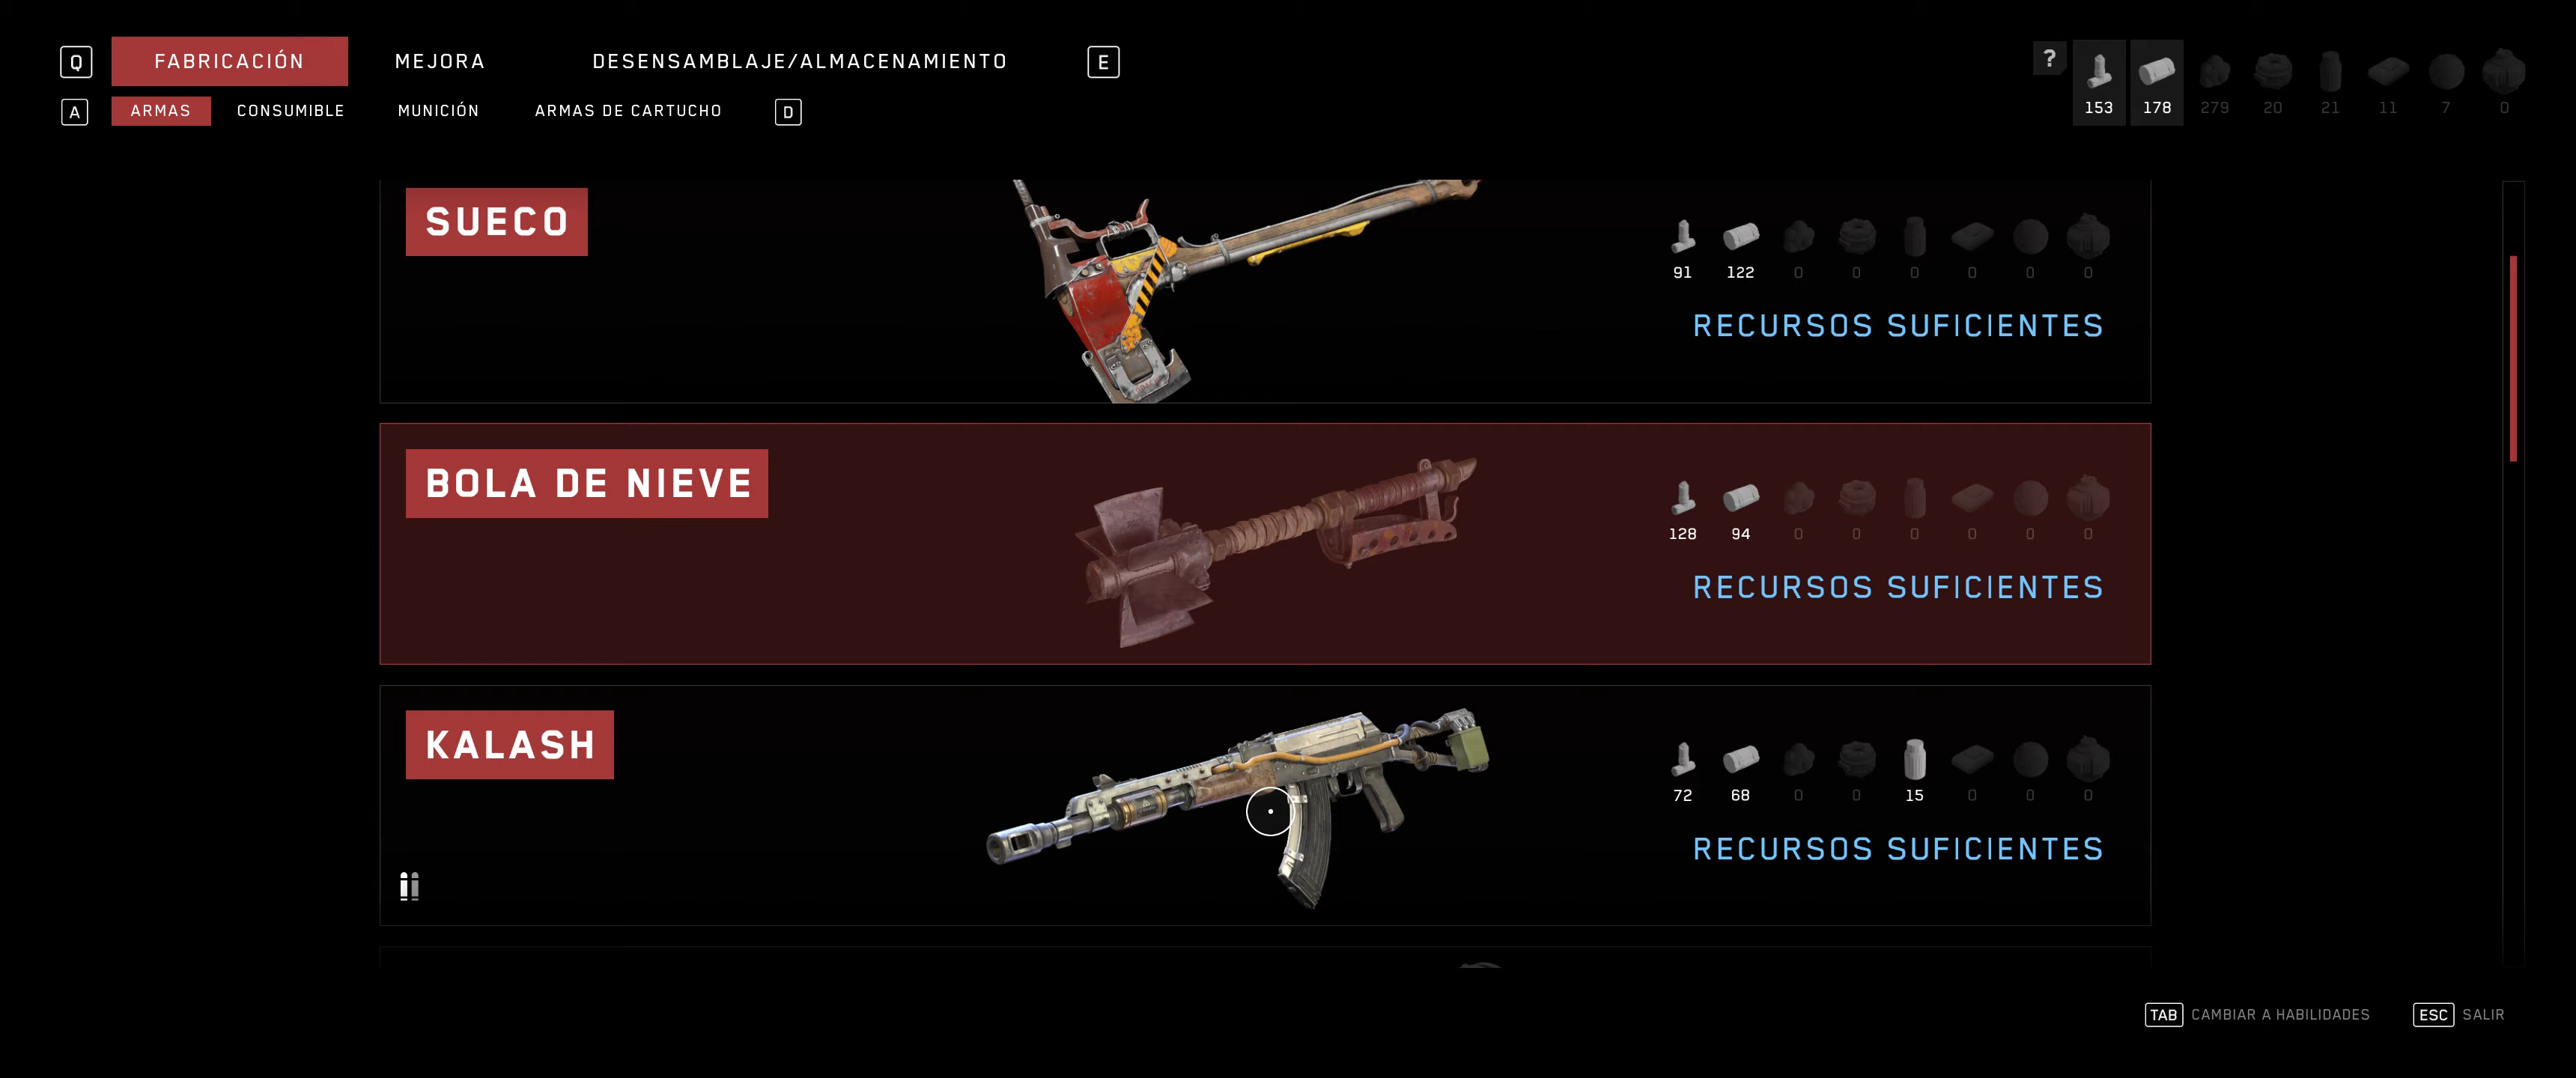 Q FABRICACIÓN MEJORA DESENSAMBLAJE/ALMACENAMIENTO E ?
A ARMAS CONSUMIBLE MUNICIÓN ARMAS DE CARTUCHO D
153 178 279 20 21 11 7 0
SUECO
91 122 0 0 0 0 0 0
RECURSOS SUFICIENTES
BOLA DE NIEVE
128 94 0 0 0 0 0 0
RECURSOS SUFICIENTES
KALASH
72 68 0 0 15 0 0 0
RECURSOS SUFICIENTES
TAB CAMBIAR A HABILIDADES ESC SALIR